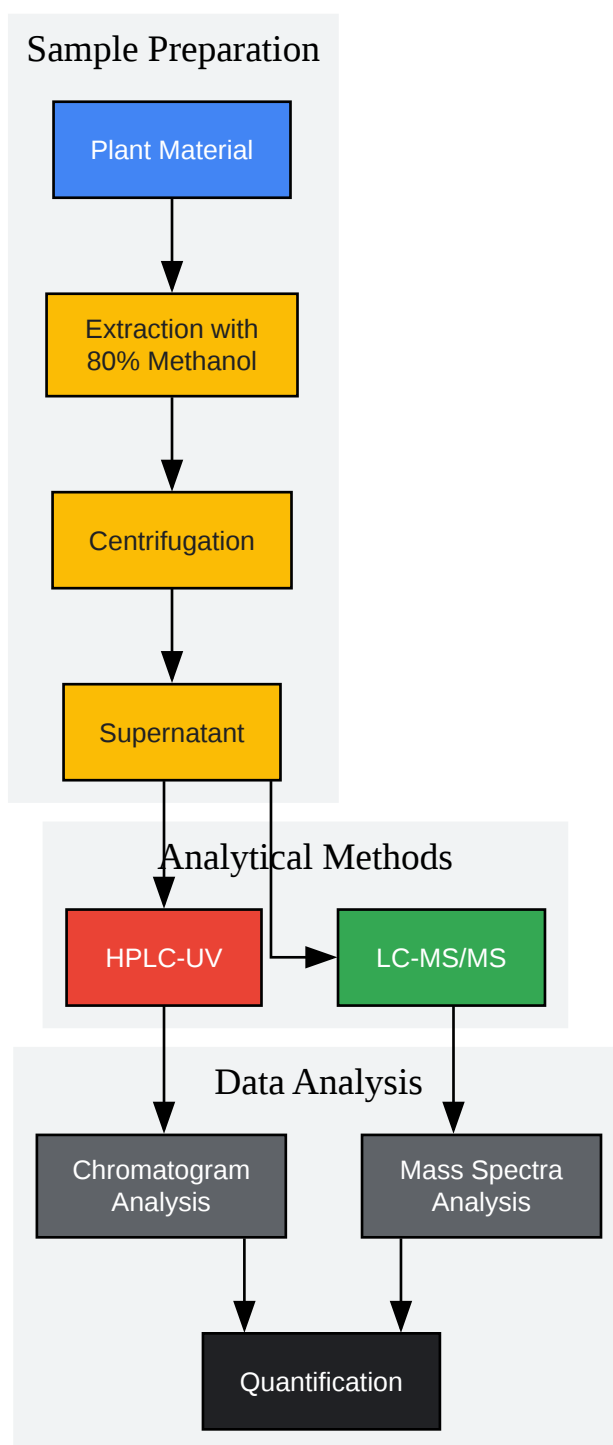 Sample Preparation
Plant Material
Extraction with
80% Methanol
Centrifugation
Supernatant
Analytical Methods
HPLC-UV
LC-MS/MS
Data Analysis
Chromatogram
Analysis
Mass Spectra
Analysis
Quantification